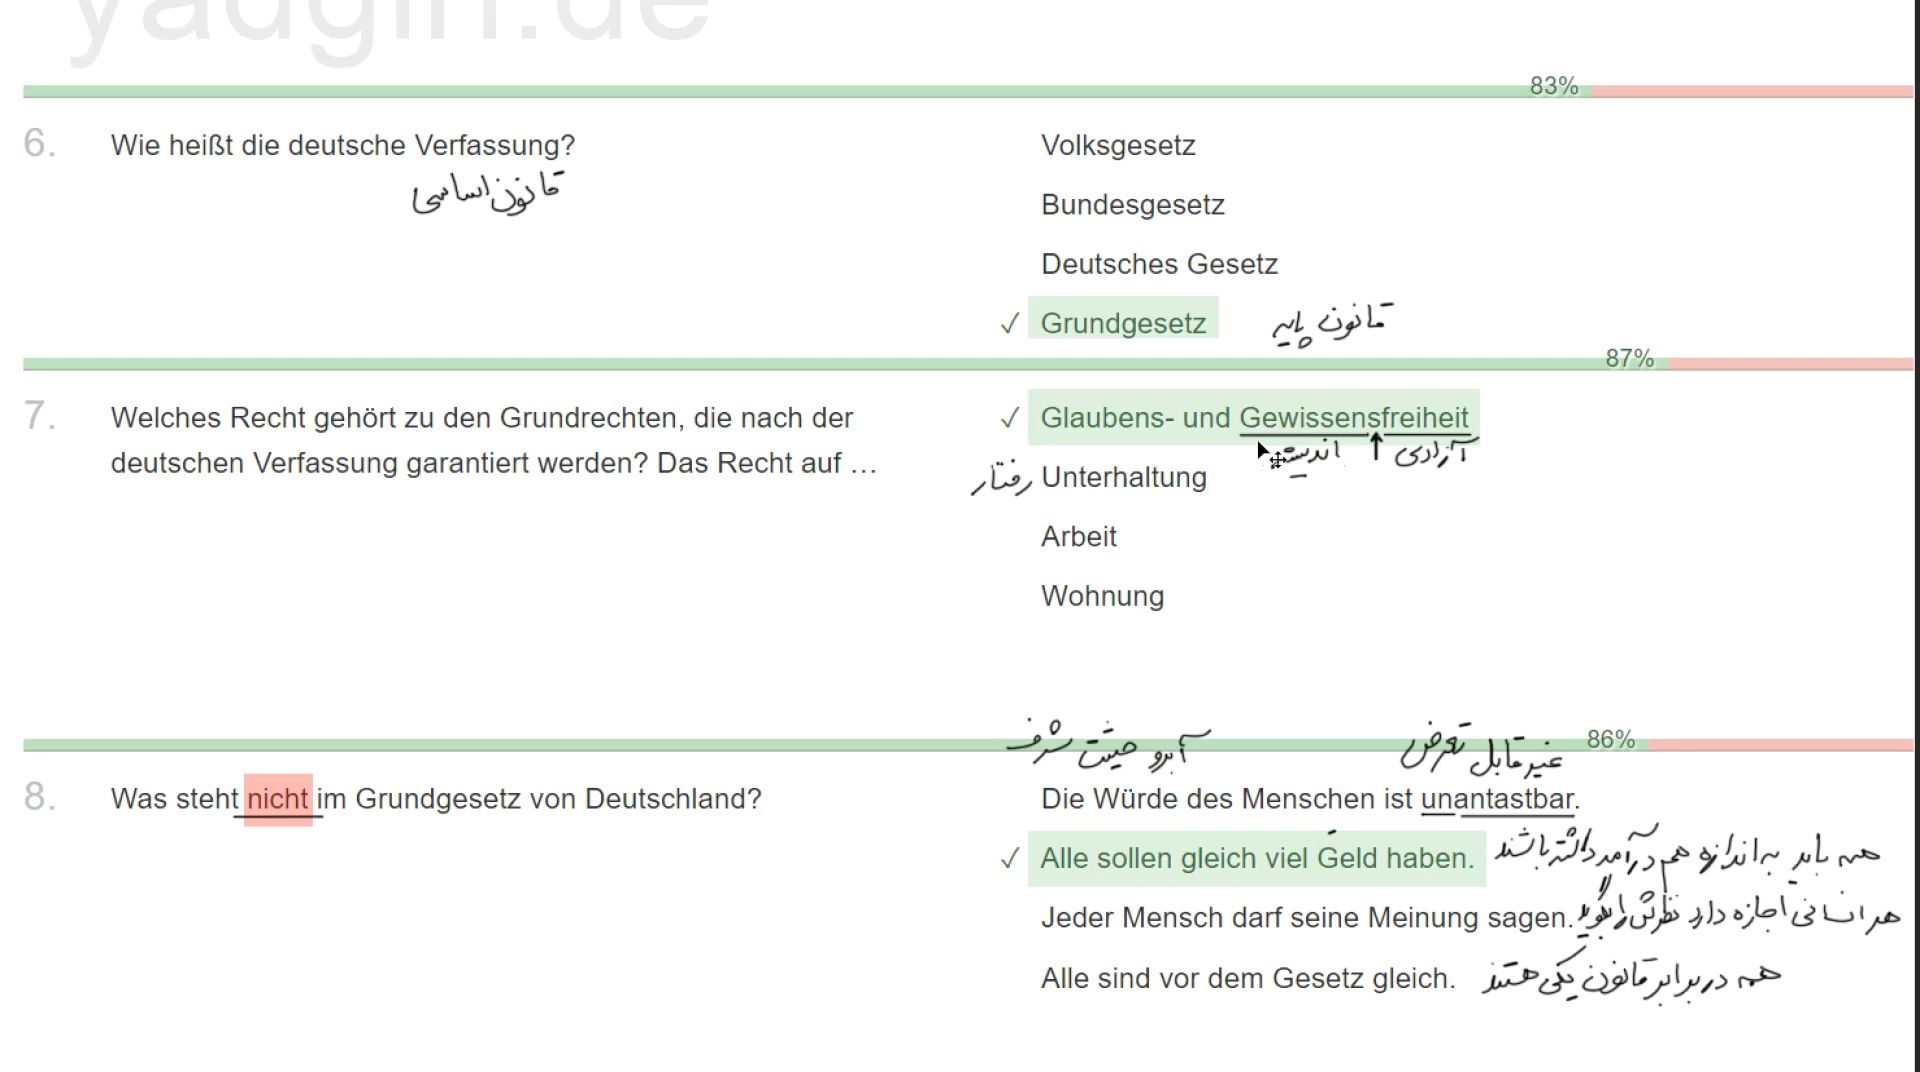 yadgiri.de
83%
6. Wie heißt die deutsche Verfassung?
قانون اساسی
Volksgesetz
Bundesgesetz
Deutsches Gesetz
✓ Grundgesetz قانون پایه
87%
7. Welches Recht gehört zu den Grundrechten, die nach der
deutschen Verfassung garantiert werden? Das Recht auf …
✓ Glaubens- und Gewissensfreiheit
آزادی ↑ اندیشه
Unterhaltung رفتار
Arbeit
Wohnung
86%
آبرو حیثیت شرف
غیر قابل تعرض
8. Was steht nicht im Grundgesetz von Deutschland?
Die Würde des Menschen ist unantastbar.
✓ Alle sollen gleich viel Geld haben. همه باید به اندازه هم درآمد داشته باشند
Jeder Mensch darf seine Meinung sagen. هر انسانی اجازه دارد نظرش را بگوید
Alle sind vor dem Gesetz gleich. همه در برابر قانون یکی هستند